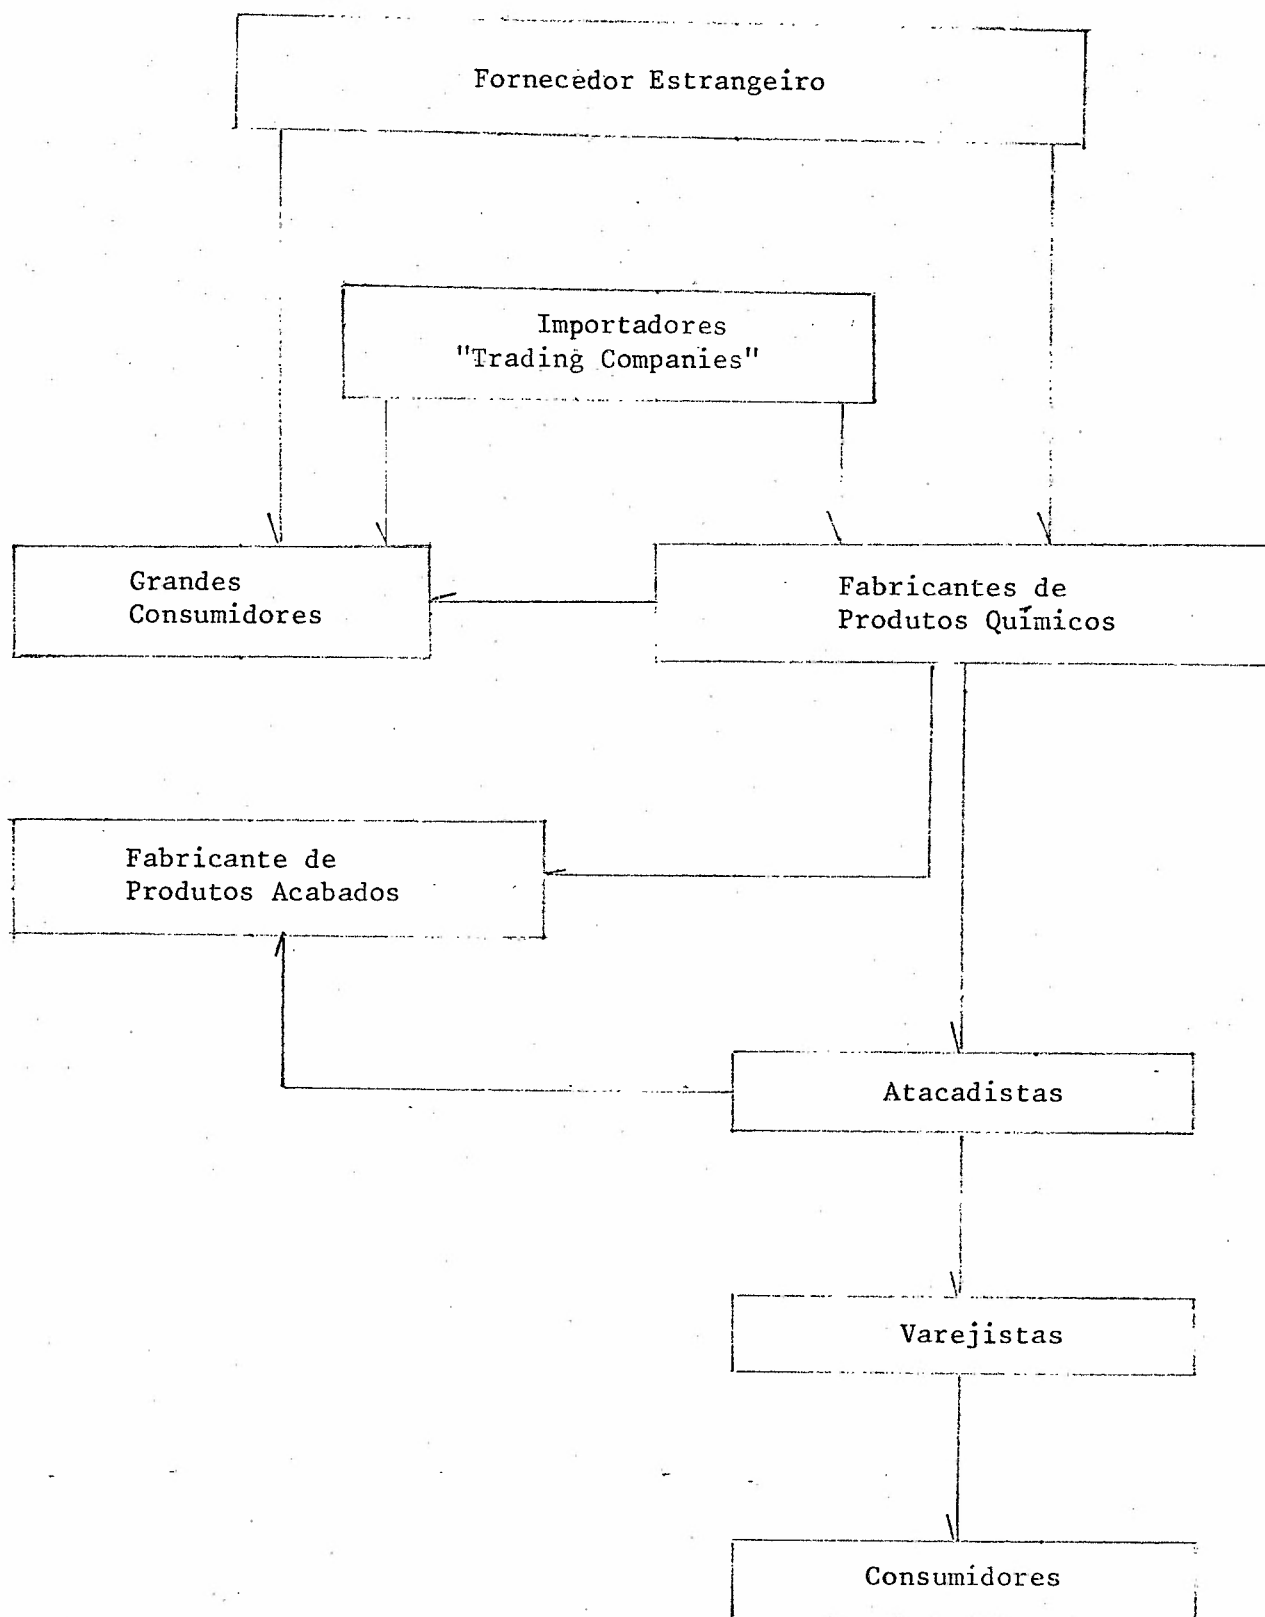 Fornecedor Estrangeiro
Importadores
"Trading Companies"
Grandes
Consumidores
Fabricantes de
Produtos Químicos
Fabricante de
Produtos Acabados
Atacadistas
Varejistas
Consumidores